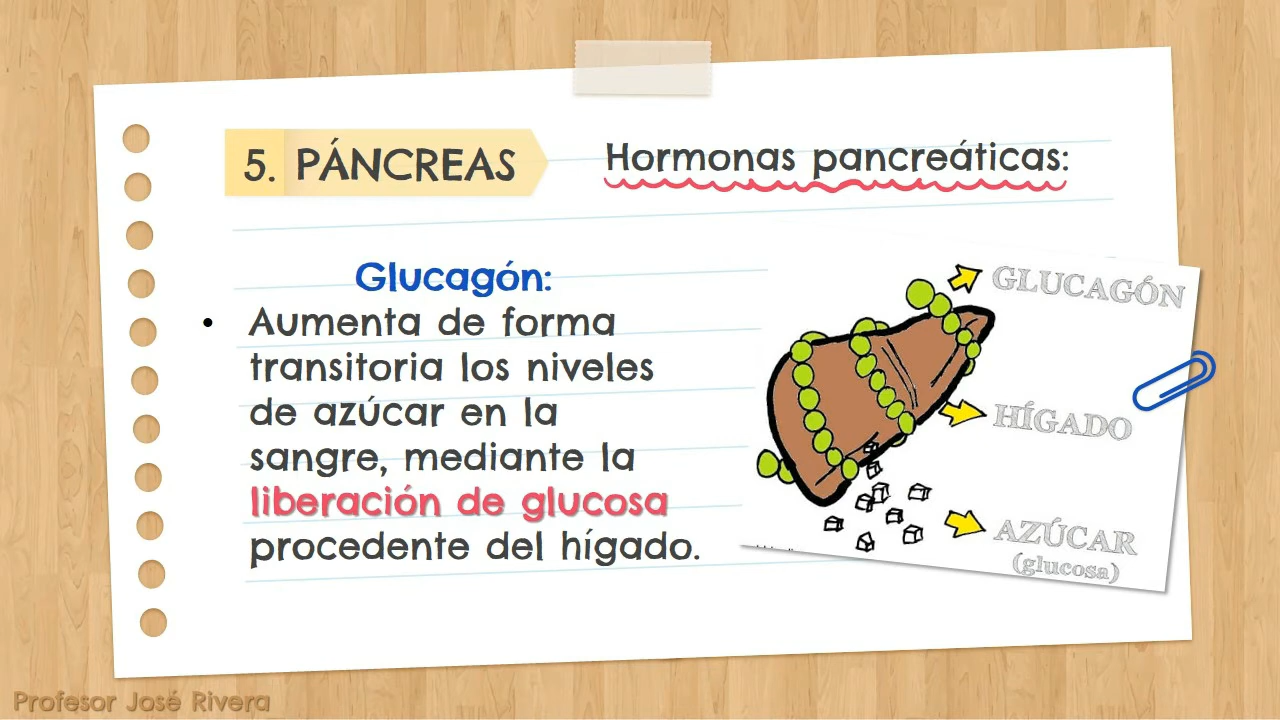 5. PÁNCREAS
Hormonas pancreáticas:
Glucagón:
• Aumenta de forma
transitoria los niveles
de azúcar en la
sangre, mediante la
liberación de glucosa
procedente del hígado.
GLUCAGÓN
HÍGADO
AZÚCAR
(glucosa)
Profesor José Rivera